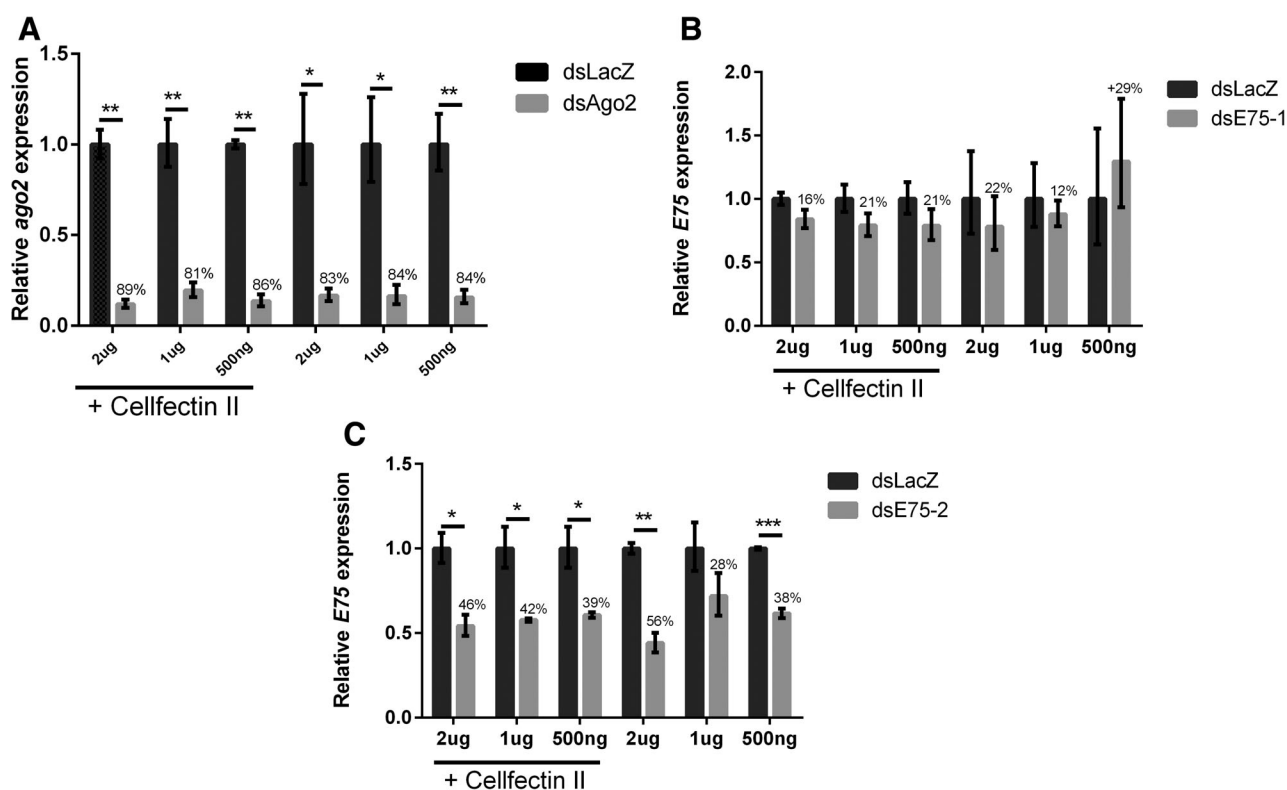 A
Relative ago2 expression
1.5
1.0
0.5
0.0
** ** ** * * **
89% 81% 86% 83% 84% 84%
2ug 1ug 500ng 2ug 1ug 500ng
+ Cellfectin II
dsLacZ
dsAgo2
B
Relative E75 expression
2.0
1.5
1.0
0.5
0.0
16% 21% 21% 22% 12% +29%
2ug 1ug 500ng 2ug 1ug 500ng
+ Cellfectin II
dsLacZ
dsE75-1
C
Relative E75 expression
1.5
1.0
0.5
0.0
* * * ** ***
46% 42% 39% 56% 28% 38%
2ug 1ug 500ng 2ug 1ug 500ng
+ Cellfectin II
dsLacZ
dsE75-2